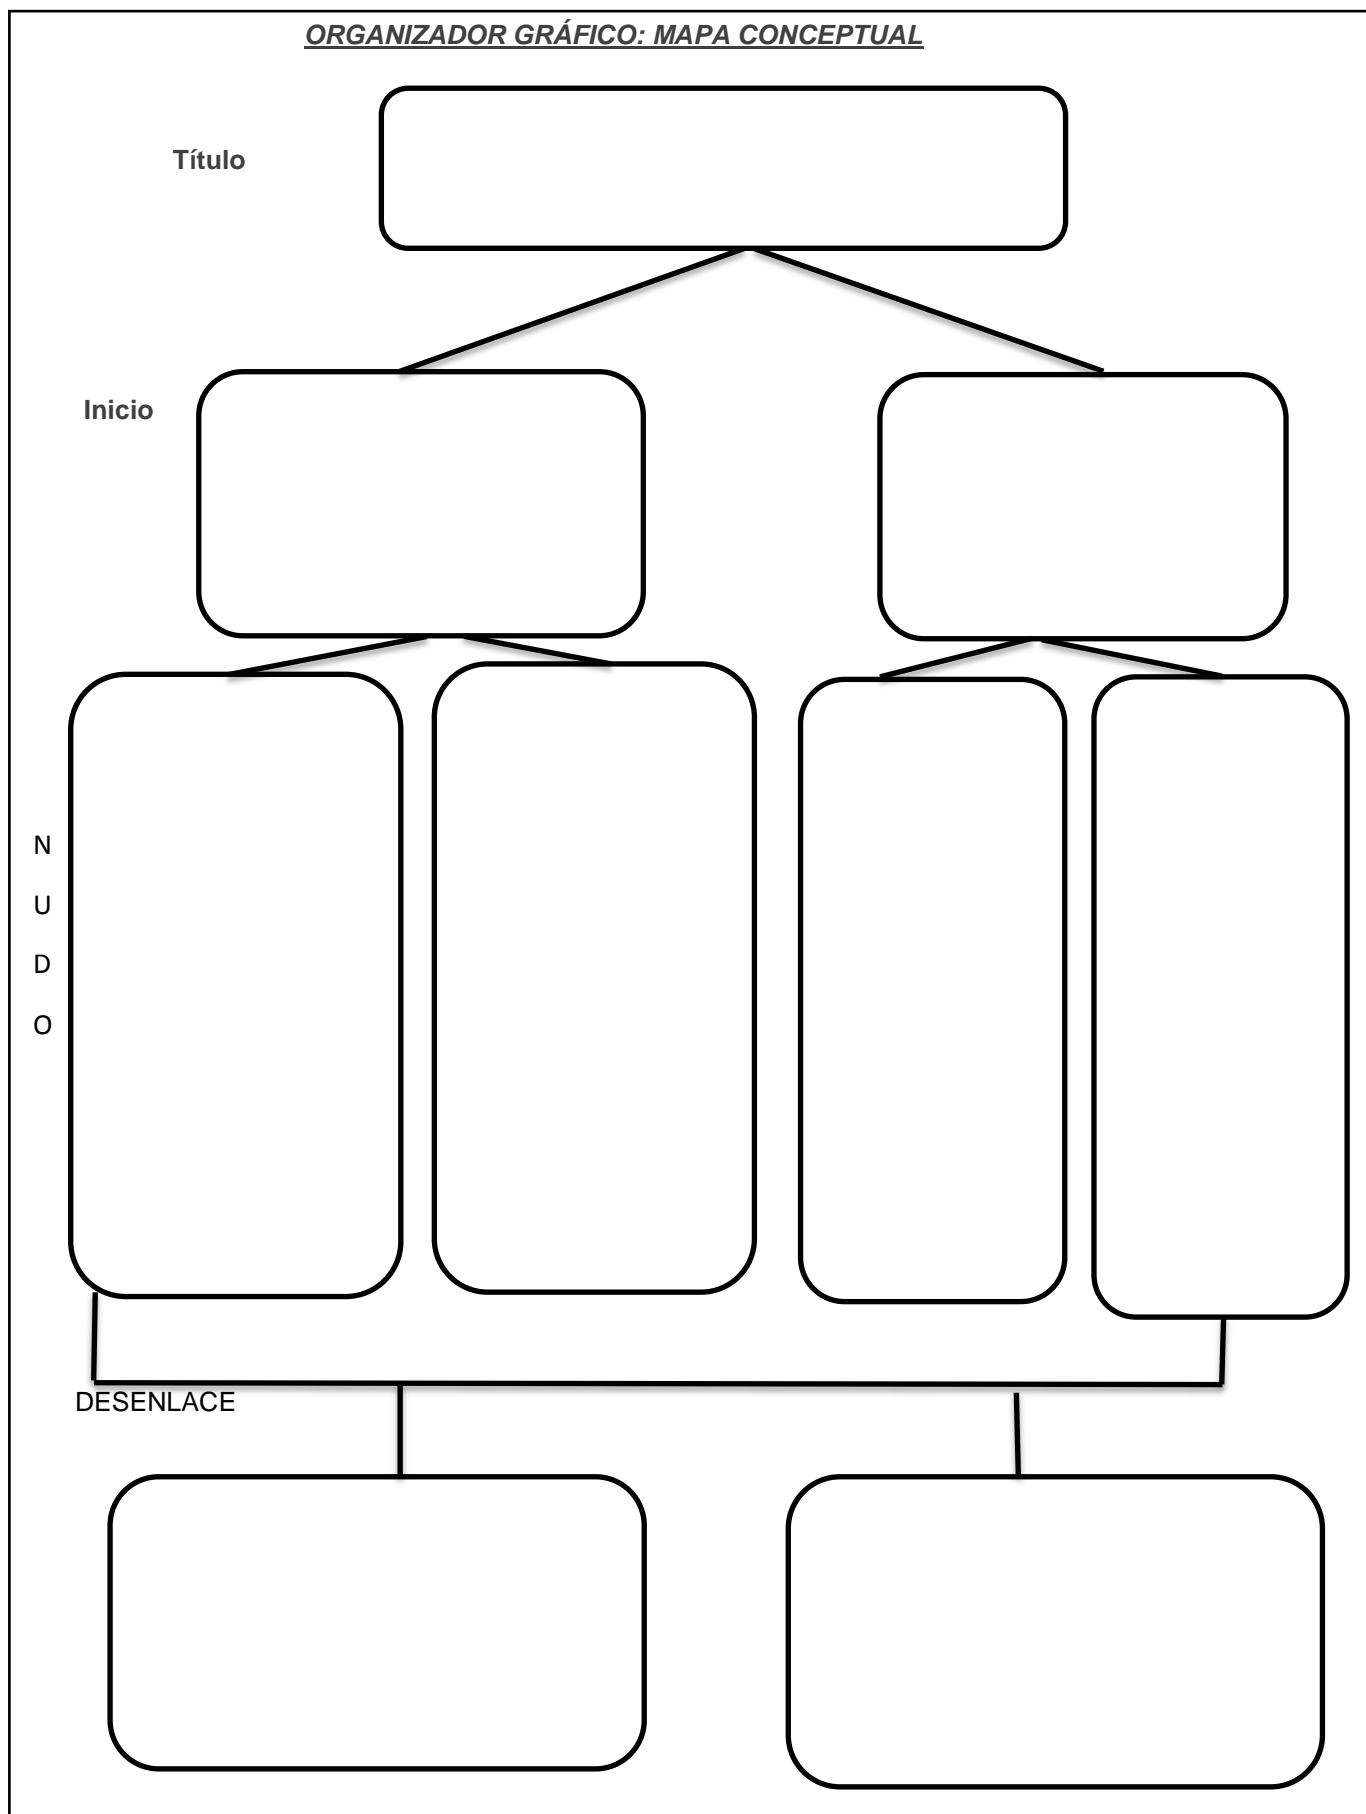 ORGANIZADOR GRÁFICO: MAPA CONCEPTUAL
Título
Inicio
N
U
D
O
DESENLACE